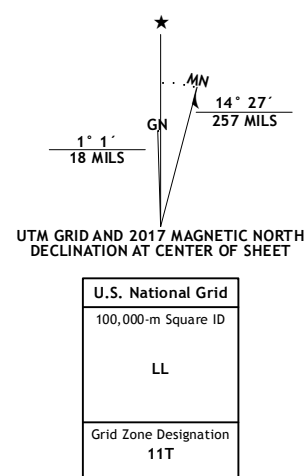 MN
GN
14° 27´
257 MILS
1° 1´
18 MILS
UTM GRID AND 2017 MAGNETIC NORTH
DECLINATION AT CENTER OF SHEET
U.S. National Grid
100,000-m Square ID
LL
Grid Zone Designation
11T